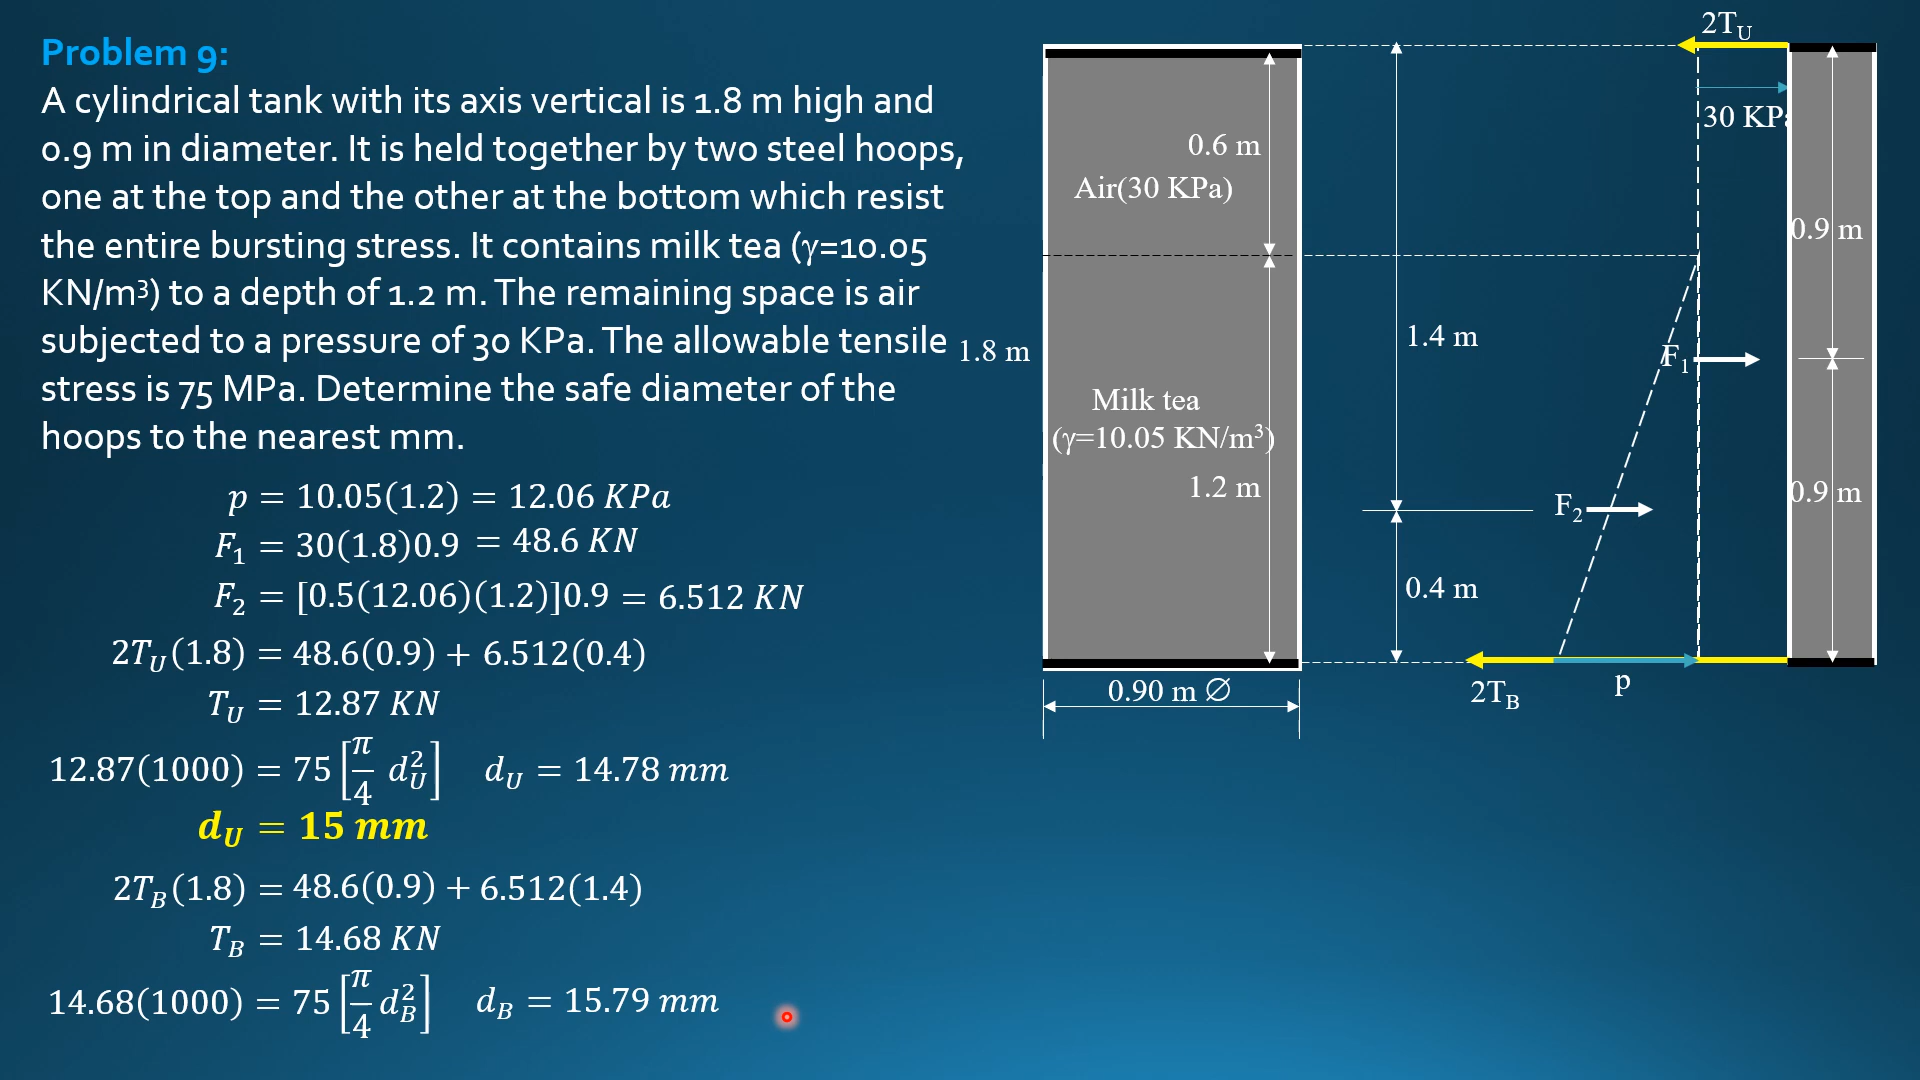 Problem 9:
A cylindrical tank with its axis vertical is 1.8 m high and
0.9 m in diameter. It is held together by two steel hoops,
one at the top and the other at the bottom which resist
the entire bursting stress. It contains milk tea (γ=10.05
KN/m³) to a depth of 1.2 m. The remaining space is air
subjected to a pressure of 30 KPa. The allowable tensile
stress is 75 MPa. Determine the safe diameter of the
hoops to the nearest mm.
p = 10.05(1.2) = 12.06 KPa
F₁ = 30(1.8)0.9 = 48.6 KN
F₂ = [0.5(12.06)(1.2)]0.9 = 6.512 KN
2T_U(1.8) = 48.6(0.9) + 6.512(0.4)
T_U = 12.87 KN
12.87(1000) = 75[π/4 d_U²] d_U = 14.78 mm
d_U = 15 mm
2T_B(1.8) = 48.6(0.9) + 6.512(1.4)
T_B = 14.68 KN
14.68(1000) = 75[π/4 d_B²] d_B = 15.79 mm
1.8 m
0.6 m
Air(30 KPa)
Milk tea
(γ=10.05 KN/m³)
1.2 m
0.90 m ∅
1.4 m
0.4 m
2T_U
30 KPa
F₁
F₂
2T_B
p
0.9 m
0.9 m